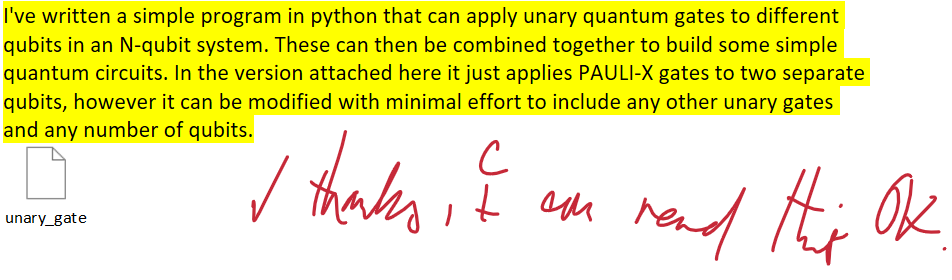 I've written a simple program in python that can apply unary quantum gates to different
qubits in an N-qubit system. These can then be combined together to build some simple
quantum circuits. In the version attached here it just applies PAULI-X gates to two separate
qubits, however it can be modified with minimal effort to include any other unary gates
and any number of qubits.
unary_gate
✓ thanks, I can read this OK.